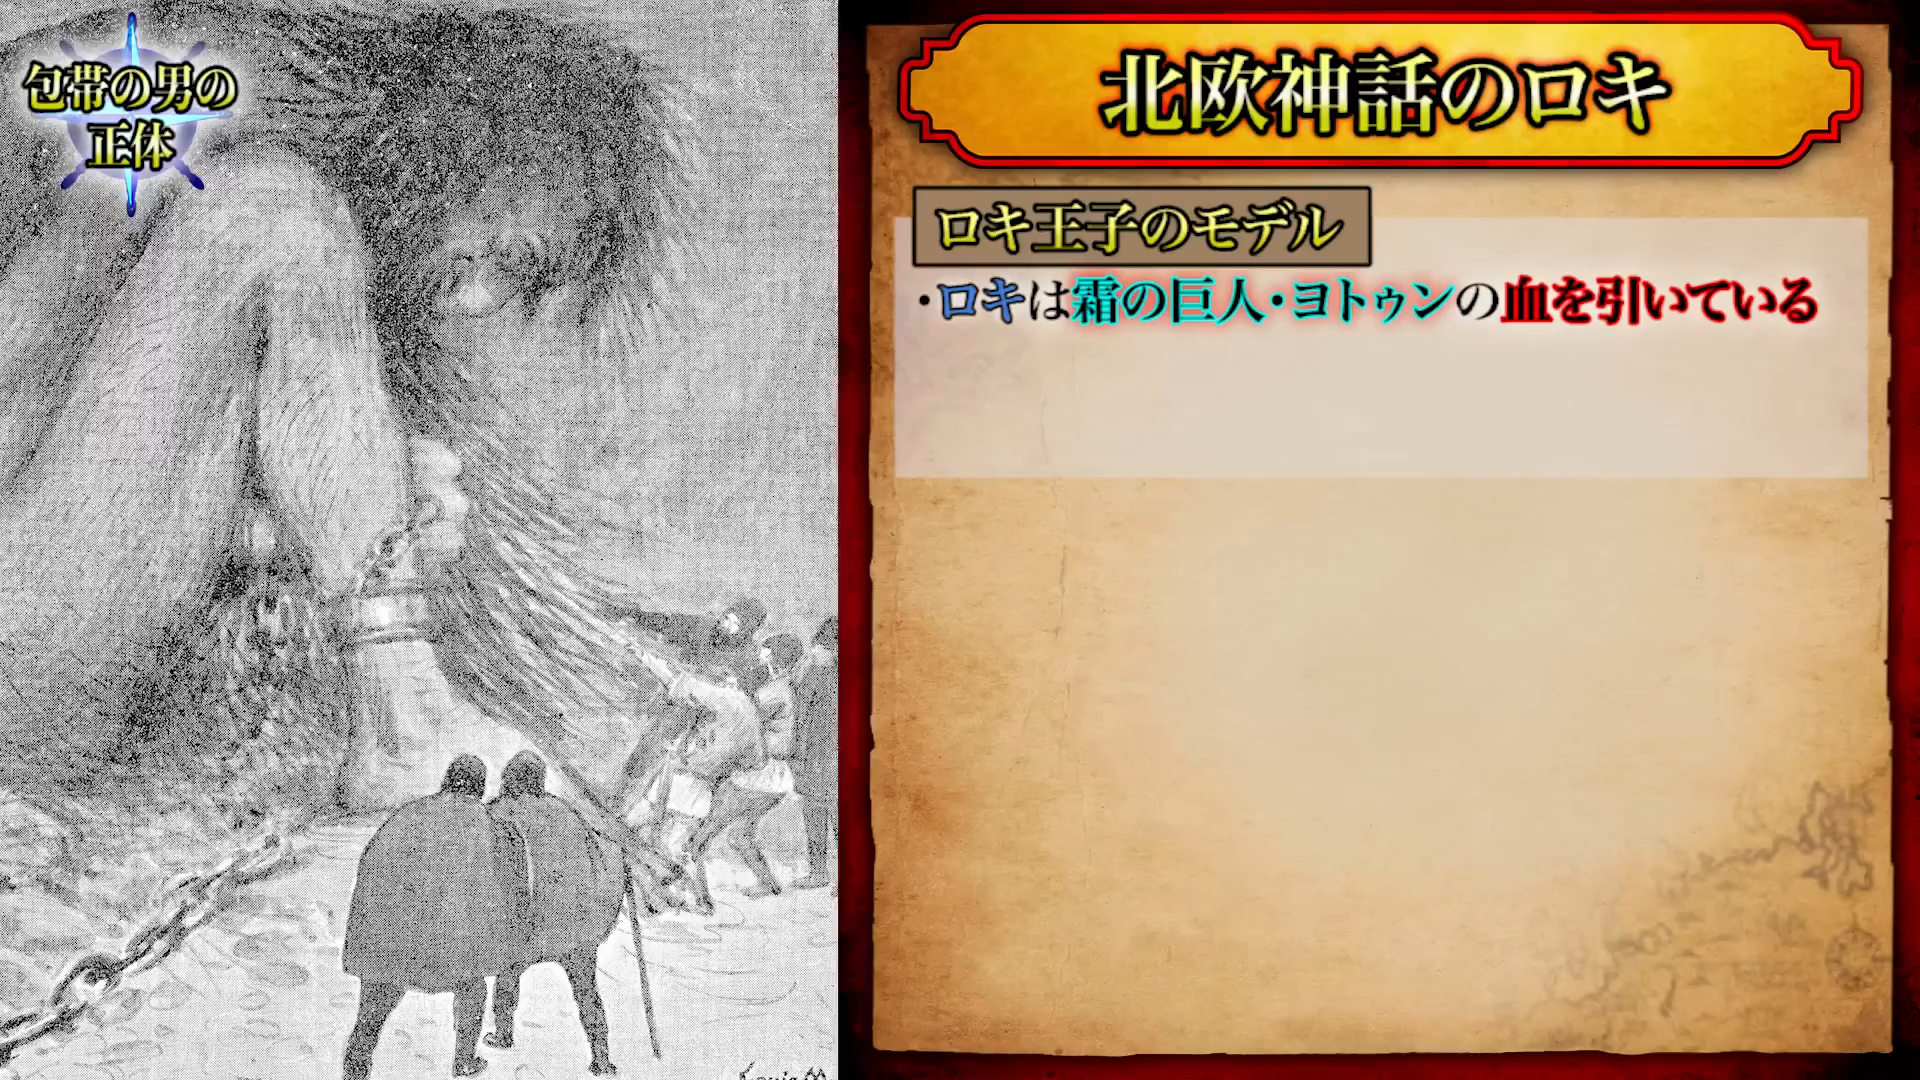 包帯の男の
正体
北欧神話のロキ
ロキ王子のモデル
・ロキは霜の巨人・ヨトゥンの血を引いている